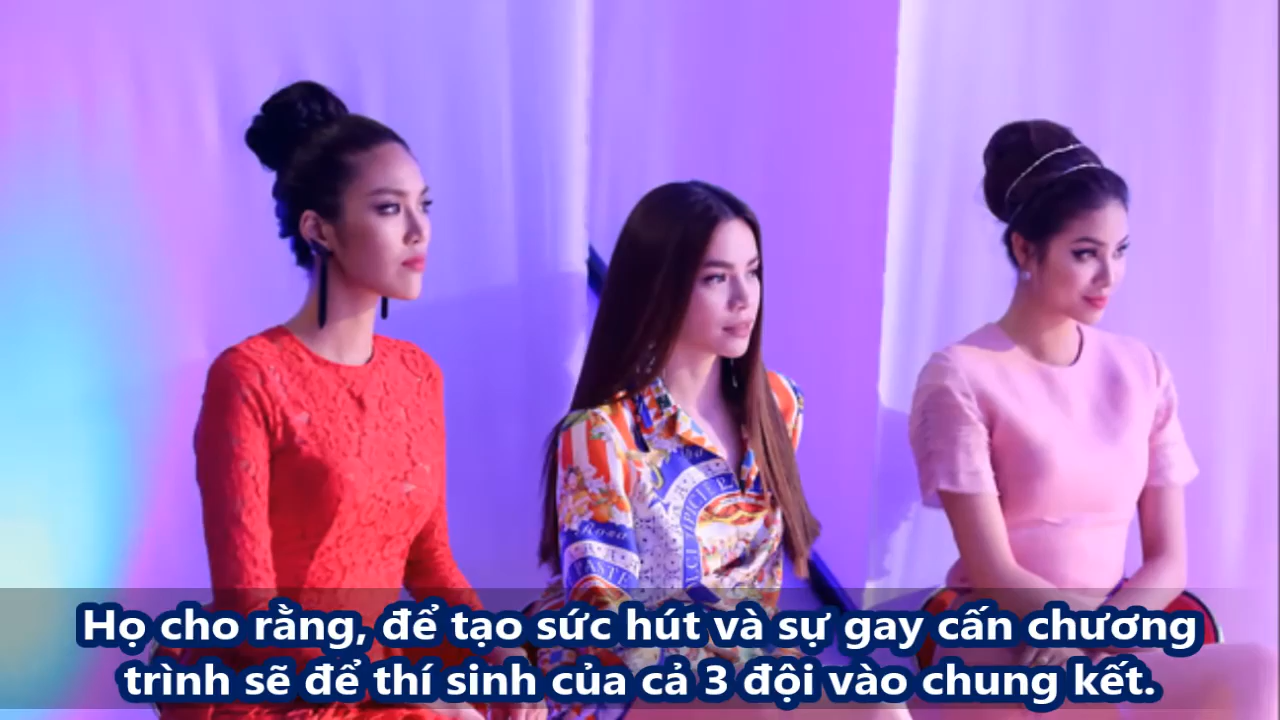 Họ cho rằng, để tạo sức hút và sự gay cấn chương
trình sẽ để thí sinh của cả 3 đội vào chung kết.